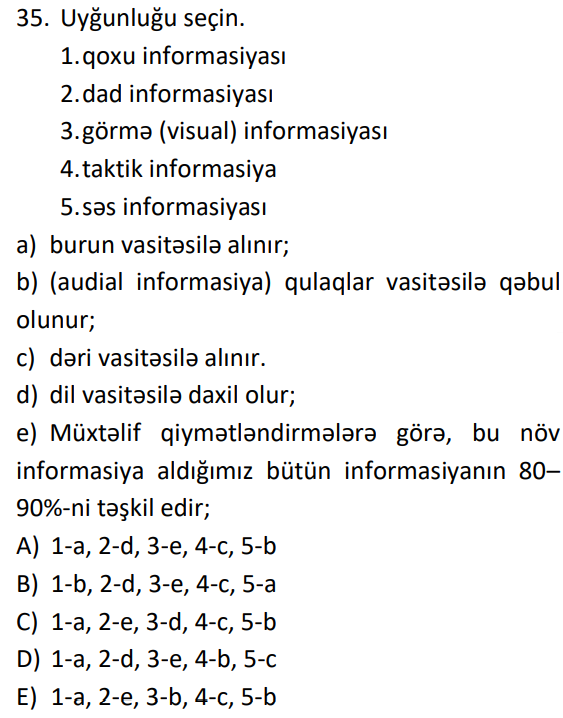 35. Uyğunluğu seçin.
1.qoxu informasiyası
2.dad informasiyası
3.görmə (visual) informasiyası
4.taktik informasiya
5.səs informasiyası
a) burun vasitəsilə alınır;
b) (audial informasiya) qulaqlar vasitəsilə qəbul
olunur;
c) dəri vasitəsilə alınır.
d) dil vasitəsilə daxil olur;
e) Müxtəlif qiymətləndirmələrə görə, bu növ
informasiya aldığımız bütün informasiyanın 80–
90%-ni təşkil edir;
A) 1-a, 2-d, 3-e, 4-c, 5-b
B) 1-b, 2-d, 3-e, 4-c, 5-a
C) 1-a, 2-e, 3-d, 4-c, 5-b
D) 1-a, 2-d, 3-e, 4-b, 5-c
E) 1-a, 2-e, 3-b, 4-c, 5-b